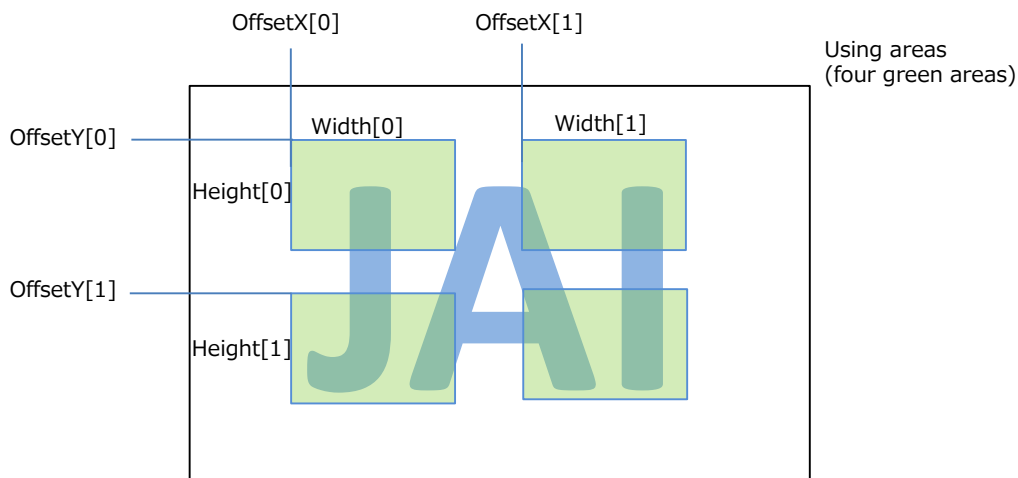 OffsetX[0]
OffsetX[1]
Using areas
(four green areas)
OffsetY[0]
Width[0]
Width[1]
Height[0]
JAI
OffsetY[1]
Height[1]